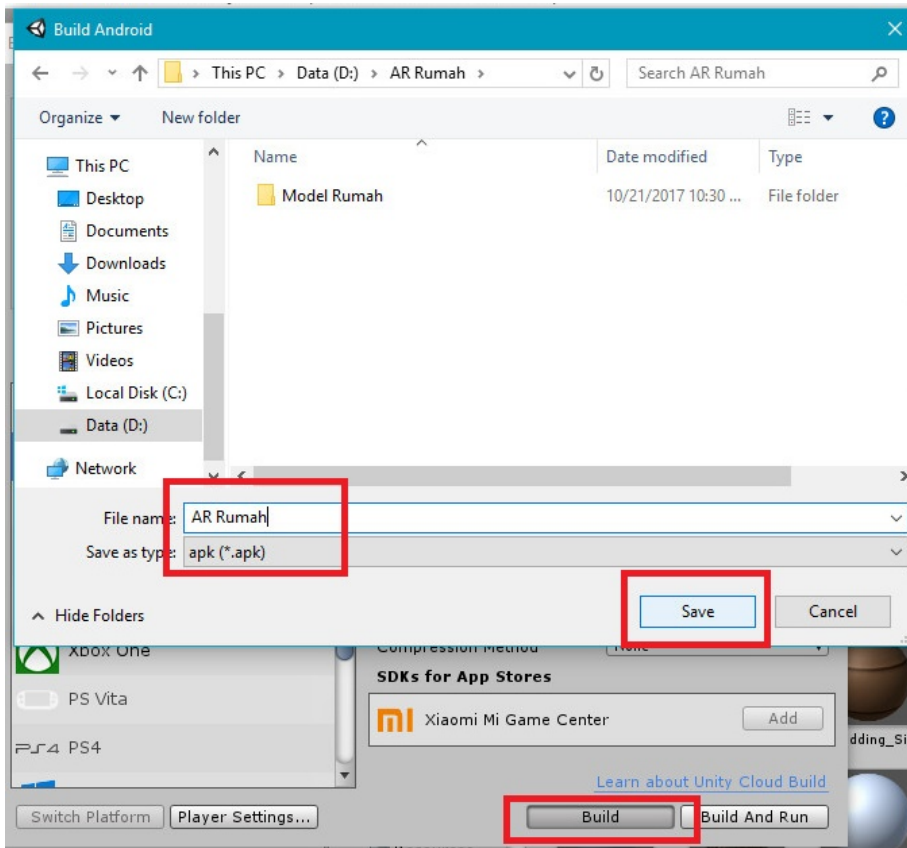 Build Android
This PC > Data (D:) > AR Rumah >
Search AR Rumah
Organize
New folder
Name
Date modified
Type
This PC
Desktop
Documents
Downloads
Music
Pictures
Videos
Local Disk (C:)
Data (D:)
Network
Model Rumah
10/21/2017 10:30 ...
File folder
File name: AR Rumah
Save as type: apk (*.apk)
Hide Folders
Save
Cancel
Xbox One
PS Vita
PS4
Compression Method
None
SDKs for App Stores
Xiaomi Mi Game Center
Add
dding_Si
Learn about Unity Cloud Build
Switch Platform
Player Settings...
Build
Build And Run